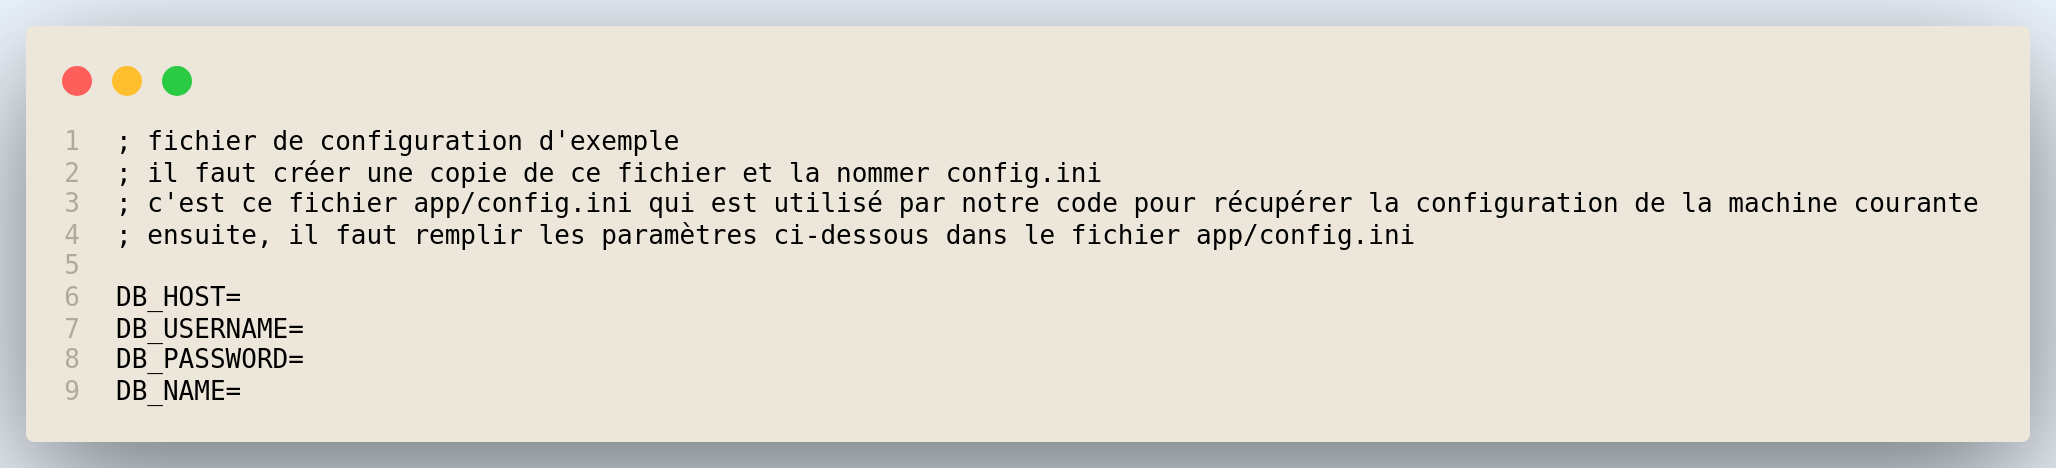 1 ; fichier de configuration d'exemple
2 ; il faut créer une copie de ce fichier et la nommer config.ini
3 ; c'est ce fichier app/config.ini qui est utilisé par notre code pour récupérer la configuration de la machine courante
4 ; ensuite, il faut remplir les paramètres ci-dessous dans le fichier app/config.ini
5
6 DB_HOST=
7 DB_USERNAME=
8 DB_PASSWORD=
9 DB_NAME=